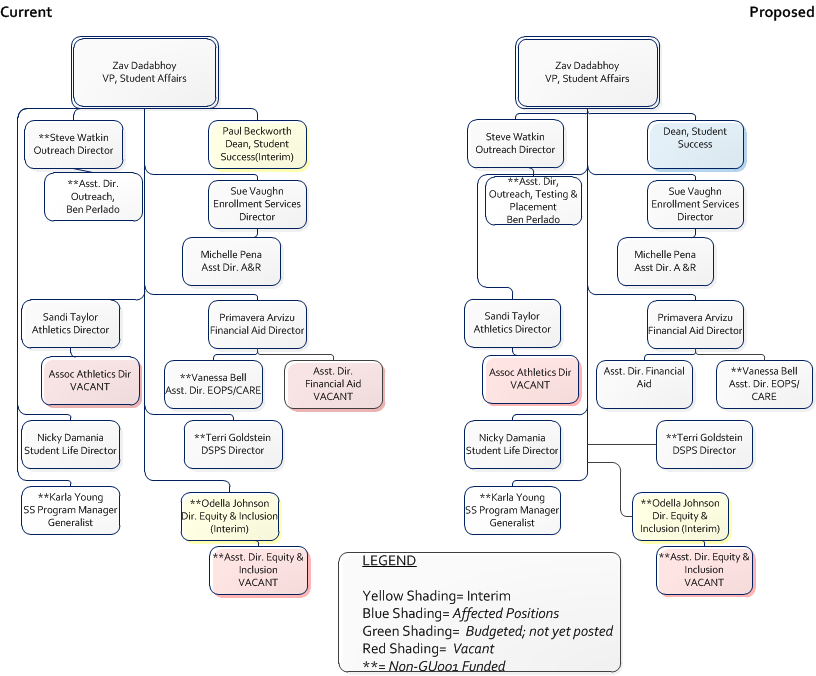 Current
Proposed
Zav Dadabhoy
VP, Student Affairs
**Steve Watkin
Outreach Director
Paul Beckworth
Dean, Student
Success(Interim)
**Asst. Dir.
Outreach,
Ben Perlado
Sue Vaughn
Enrollment Services
Director
Michelle Pena
Asst Dir. A&R
Sandi Taylor
Athletics Director
Primavera Arvizu
Financial Aid Director
Assoc Athletics Dir
VACANT
**Vanessa Bell
Asst. Dir. EOPS/CARE
Asst. Dir.
Financial Aid
VACANT
Nicky Damania
Student Life Director
**Terri Goldstein
DSPS Director
**Karla Young
SS Program Manager
Generalist
**Odella Johnson
Dir. Equity & Inclusion
(Interim)
**Asst. Dir. Equity &
Inclusion
VACANT
Zav Dadabhoy
VP, Student Affairs
Steve Watkin
Outreach Director
Dean, Student
Success
**Asst. Dir,
Outreach, Testing &
Placement
Ben Perlado
Sue Vaughn
Enrollment Services
Director
Michelle Pena
Asst Dir. A &R
Sandi Taylor
Athletics Director
Primavera Arvizu
Financial Aid Director
Assoc Athletics Dir
VACANT
Asst. Dir. Financial
Aid
**Vanessa Bell
Asst. Dir. EOPS/
CARE
Nicky Damania
Student Life Director
**Terri Goldstein
DSPS Director
**Karla Young
SS Program Manager
Generalist
**Odella Johnson
Dir. Equity &
Inclusion (Interim)
**Asst. Dir. Equity &
Inclusion
VACANT
LEGEND
Yellow Shading= Interim
Blue Shading= Affected Positions
Green Shading= Budgeted; not yet posted
Red Shading= Vacant
**= Non-GU001 Funded